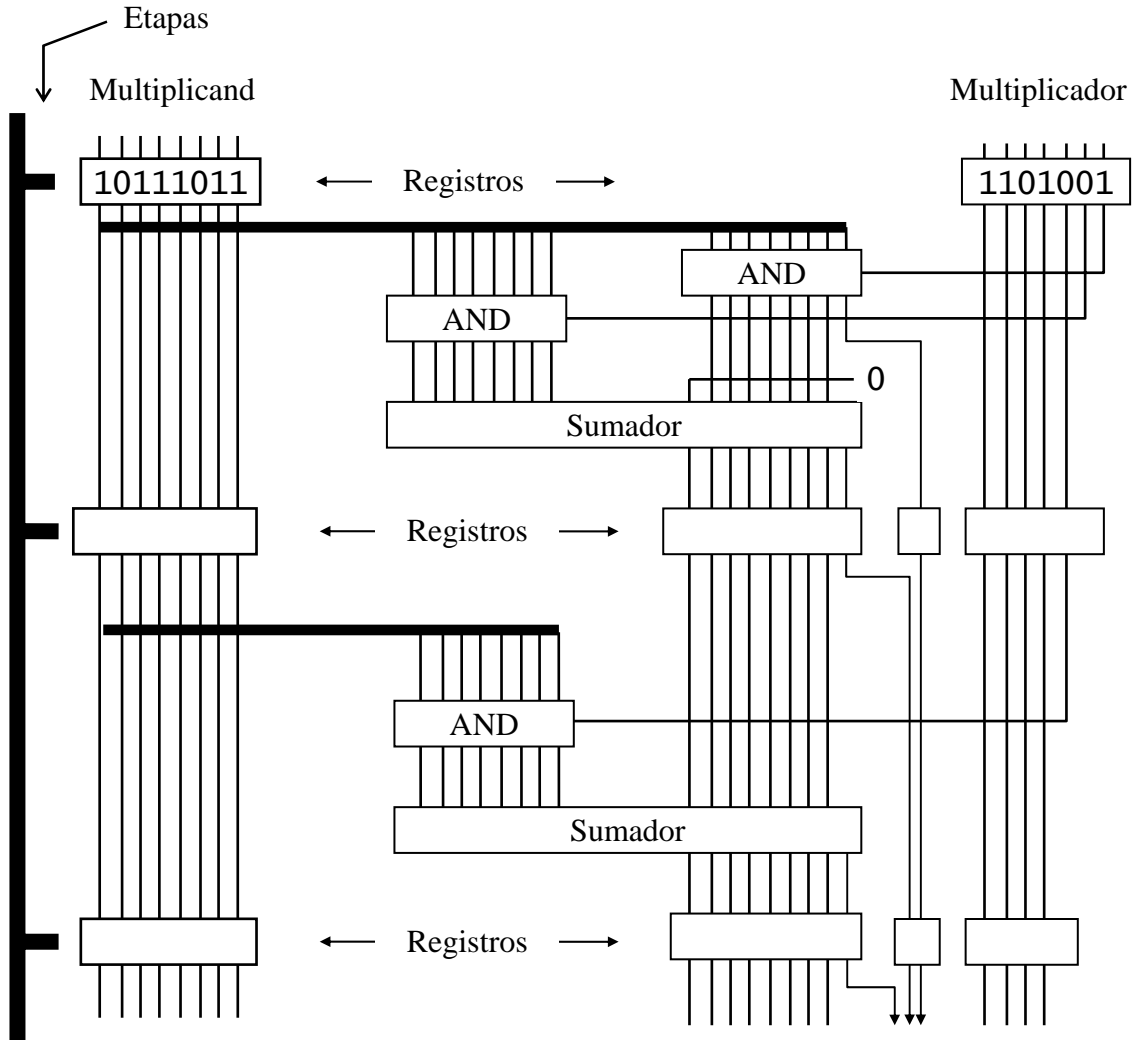 Etapas
Multiplicand
Multiplicador
10111011
Registros
1101001
AND
AND
0
Sumador
Registros
AND
Sumador
Registros